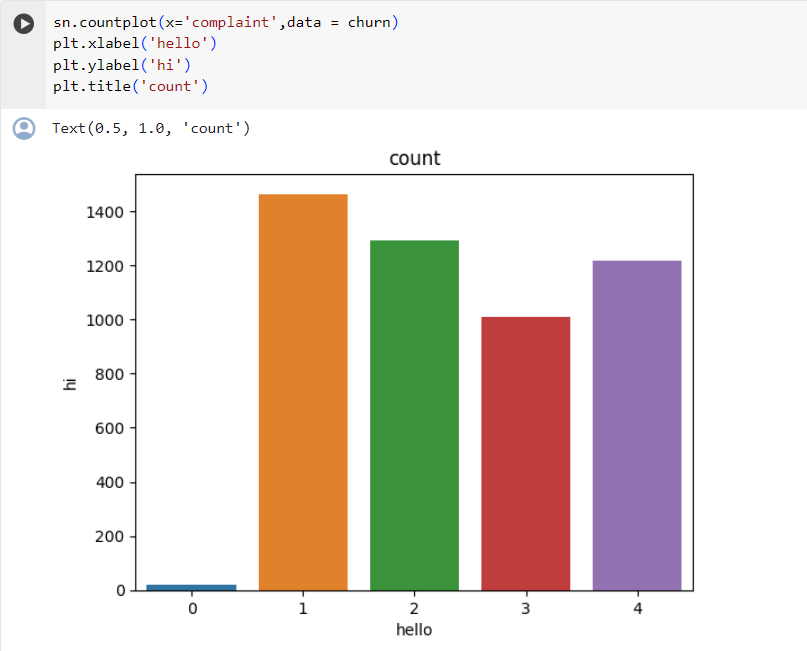 sn.countplot(x='complaint',data = churn)
plt.xlabel('hello')
plt.ylabel('hi')
plt.title('count')
Text(0.5, 1.0, 'count')
count
1400
1200
1000
800
600
400
200
0
hi
0 1 2 3 4
hello